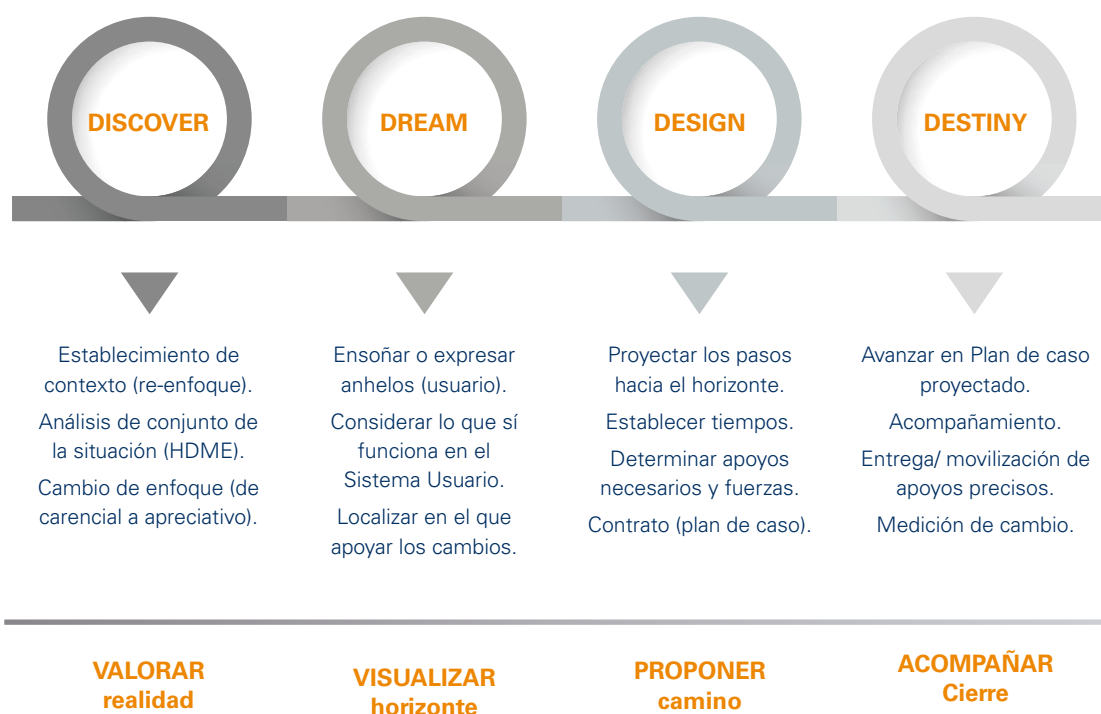 DISCOVER
DREAM
DESIGN
DESTINY
Establecimiento de
contexto (re-enfoque).
Análisis de conjunto de
la situación (HDME).
Cambio de enfoque (de
carencial a apreciativo).
Ensoñar o expresar
anhelos (usuario).
Considerar lo que sí
funciona en el
Sistema Usuario.
Localizar en el que
apoyar los cambios.
Proyectar los pasos
hacia el horizonte.
Establecer tiempos.
Determinar apoyos
necesarios y fuerzas.
Contrato (plan de caso).
Avanzar en Plan de caso
proyectado.
Acompañamiento.
Entrega/ movilización de
apoyos precisos.
Medición de cambio.
VALORAR
realidad
VISUALIZAR
horizonte
PROPONER
camino
ACOMPAÑAR
Cierre